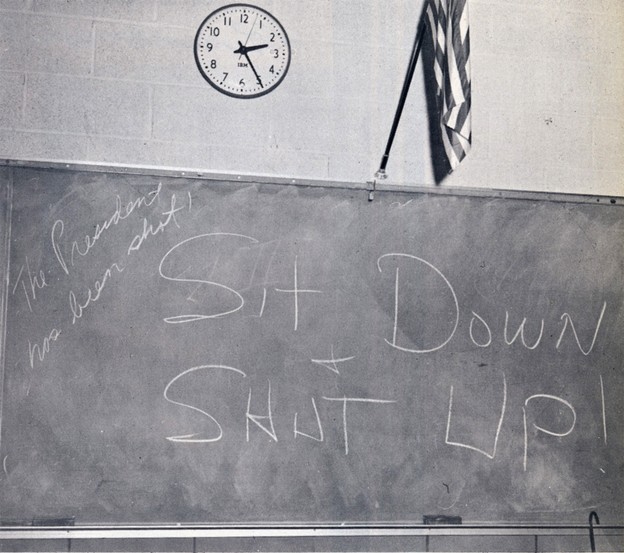 11 12 1
10 2
9 3
IBM
8 4
7 6 5
The President
has been shot!
Sit Down
+
Shut Up!